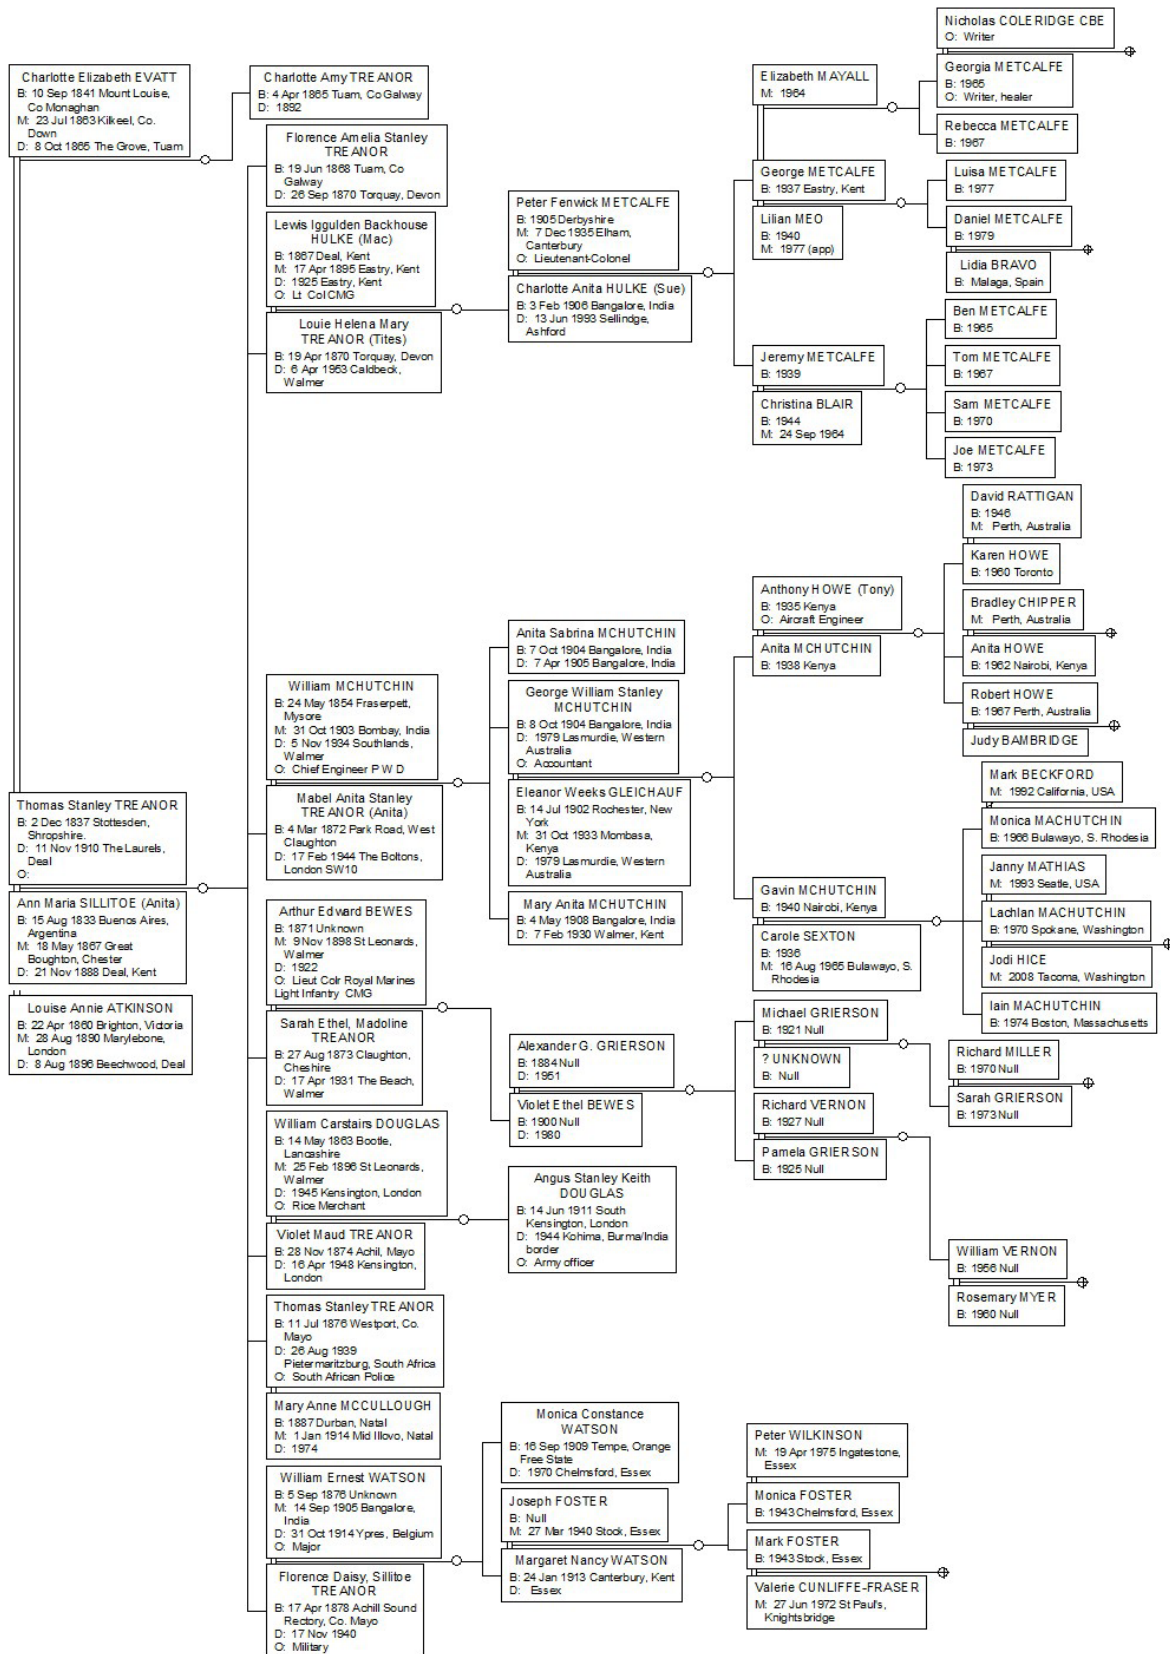 Charlotte Elizabeth EVATT
B: 10 Sep 1841 Mount Louise,
Co Monaghan
M: 23 Jul 1863 Kilkeel, Co.
Down
D: 8 Oct 1865 The Grove, Tuam
Thomas Stanley TREANOR
B: 2 Dec 1837 Stottesden,
Shropshire.
D: 11 Nov 1910 The Laurels,
Deal
O:
Ann Maria SILLITOE (Anita)
B: 15 Aug 1833 Buenos Aires,
Argentina
M: 18 May 1867 Great
Boughton, Chester
D: 21 Nov 1888 Deal, Kent
Louise Annie ATKINSON
B: 22 Apr 1860 Brighton, Victoria
M: 28 Aug 1890 Marylebone,
London
D: 8 Aug 1896 Beechwood, Deal
Charlotte Amy TREANOR
B: 4 Apr 1865 Tuam, Co Galway
D: 1892
Florence Amelia Stanley
TREANOR
B: 19 Jun 1868 Tuam, Co
Galway
D: 26 Sep 1870 Torquay, Devon
Lewis Iggulden Backhouse
HULKE (Mac)
B: 1867 Deal, Kent
M: 17 Apr 1895 Eastry, Kent
D: 1925 Eastry, Kent
O: Lt Col CMG
Louie Helena Mary
TREANOR (Tites)
B: 19 Apr 1870 Torquay, Devon
D: 6 Apr 1953 Caldbeck,
Walmer
William MCHUTCHIN
B: 24 May 1854 Fraserpett,
Mysore
M: 31 Oct 1903 Bombay, India
D: 5 Nov 1934 Southlands,
Walmer
O: Chief Engineer P W D
Mabel Anita Stanley
TREANOR (Anita)
B: 4 Mar 1872 Park Road, West
Claughton
D: 17 Feb 1944 The Boltons,
London SW10
Arthur Edward BEWES
B: 1871 Unknown
M: 9 Nov 1898 St Leonards,
Walmer
D: 1922
O: Lieut Colr Royal Marines
Light Infantry CMG
Sarah Ethel, Madoline
TREANOR
B: 27 Aug 1873 Claughton,
Cheshire
D: 17 Apr 1931 The Beach,
Walmer
William Carstairs DOUGLAS
B: 14 May 1863 Bootle,
Lancashire
M: 25 Feb 1896 St Leonards,
Walmer
D: 1945 Kensington, London
O: Rice Merchant
Violet Maud TREANOR
B: 28 Nov 1874 Achil, Mayo
D: 16 Apr 1948 Kensington,
London
Thomas Stanley TREANOR
B: 11 Jul 1876 Westport, Co.
Mayo
D: 26 Aug 1939
Pietermaritzburg, South Africa
O: South African Police
Mary Anne MCCULLOUGH
B: 1887 Durban, Natal
M: 1 Jan 1914 Mid Illovo, Natal
D: 1974
William Ernest WATSON
B: 5 Sep 1876 Unknown
M: 14 Sep 1905 Bangalore,
India
D: 31 Oct 1914 Ypres, Belgium
O: Major
Florence Daisy, Sillitoe
TREANOR
B: 17 Apr 1878 Achill Sound
Rectory, Co. Mayo
D: 17 Nov 1940
O: Military
Peter Fenwick METCALFE
B: 1905 Derbyshire
M: 7 Dec 1935 Elham,
Canterbury
O: Lieutenant-Colonel
Charlotte Anita HULKE (Sue)
B: 3 Feb 1906 Bangalore, India
D: 13 Jun 1993 Sellindge,
Ashford
Anita Sabrina MCHUTCHIN
B: 7 Oct 1904 Bangalore, India
D: 7 Apr 1905 Bangalore, India
George William Stanley
MCHUTCHIN
B: 8 Oct 1904 Bangalore, India
D: 1979 Lasmurdie, Western
Australia
O: Accountant
Eleanor Weeks GLEICHAUF
B: 14 Jul 1902 Rochester, New
York
M: 31 Oct 1933 Mombasa,
Kenya
D: 1979 Lasmurdie, Western
Australia
Mary Anita MCHUTCHIN
B: 4 May 1908 Bangalore, India
D: 7 Feb 1930 Walmer, Kent
Alexander G. GRIERSON
B: 1884 Null
D: 1951
Violet Ethel BEWES
B: 1900 Null
D: 1980
Angus Stanley Keith
DOUGLAS
B: 14 Jun 1911 South
Kensington, London
D: 1944 Kohima, Burma/India
border
O: Army officer
Monica Constance
WATSON
B: 16 Sep 1909 Tempe, Orange
Free State
D: 1970 Chelmsford, Essex
Joseph FOSTER
B: Null
M: 27 Mar 1940 Stock, Essex
Margaret Nancy WATSON
B: 24 Jan 1913 Canterbury, Kent
D: Essex
Elizabeth MAYALL
M: 1964
George METCALFE
B: 1937 Eastry, Kent
Lilian MEO
B: 1940
M: 1977 (app)
Jeremy METCALFE
B: 1939
Christina BLAIR
B: 1944
M: 24 Sep 1964
Anthony HOWE (Tony)
B: 1935 Kenya
O: Aircraft Engineer
Anita MCHUTCHIN
B: 1938 Kenya
Gavin MCHUTCHIN
B: 1940 Nairobi, Kenya
Carole SEXTON
B: 1936
M: 16 Aug 1965 Bulawayo, S.
Rhodesia
Michael GRIERSON
B: 1921 Null
? UNKNOWN
B: Null
Richard VERNON
B: 1927 Null
Pamela GRIERSON
B: 1925 Null
Peter WILKINSON
M: 19 Apr 1975 Ingatestone,
Essex
Monica FOSTER
B: 1943 Chelmsford, Essex
Mark FOSTER
B: 1943 Stock, Essex
Valerie CUNLIFFE-FRASER
M: 27 Jun 1972 St Paul's,
Knightsbridge
Nicholas COLERIDGE CBE
O: Writer
Georgia METCALFE
B: 1965
O: Writer, healer
Rebecca METCALFE
B: 1967
Luisa METCALFE
B: 1977
Daniel METCALFE
B: 1979
Lidia BRAVO
B: Malaga, Spain
Ben METCALFE
B: 1965
Tom METCALFE
B: 1967
Sam METCALFE
B: 1970
Joe METCALFE
B: 1973
David RATTIGAN
B: 1946
M: Perth, Australia
Karen HOWE
B: 1960 Toronto
Bradley CHIPPER
M: Perth, Australia
Anita HOWE
B: 1962 Nairobi, Kenya
Robert HOWE
B: 1967 Perth, Australia
Judy BAMBRIDGE
Mark BECKFORD
M: 1992 California, USA
Monica MACHUTCHIN
B: 1966 Bulawayo, S. Rhodesia
Janny MATHIAS
M: 1993 Seatle, USA
Lachlan MACHUTCHIN
B: 1970 Spokane, Washington
Jodi HICE
M: 2008 Tacoma, Washington
Iain MACHUTCHIN
B: 1974 Boston, Massachusetts
Richard MILLER
B: 1970 Null
Sarah GRIERSON
B: 1973 Null
William VERNON
B: 1956 Null
Rosemary MYER
B: 1960 Null